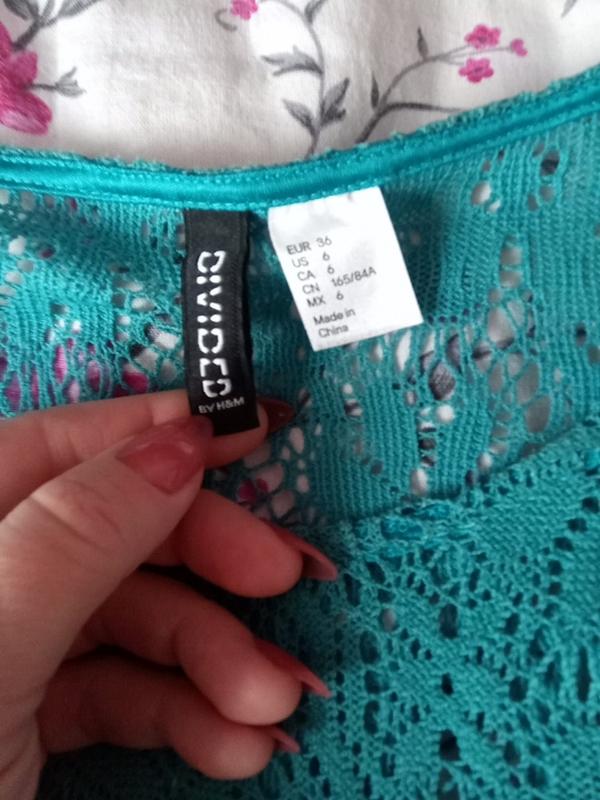 DIVIDED
BY H&M
EUR 36
US 6
CA 6
CN 165/84A
MX 6
Made in
China